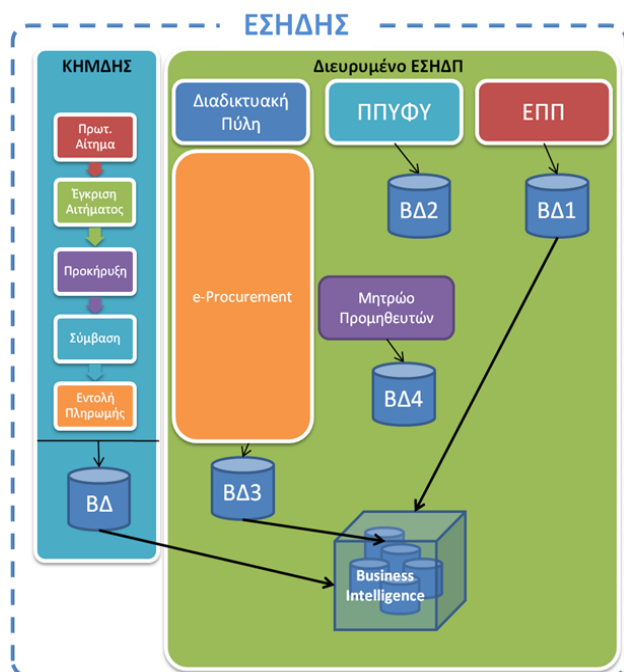 ΕΣΗΔΗΣ
ΚΗΜΔΗΣ
Πρωτ.
Αίτημα
Έγκριση
Αιτήματος
Προκήρυξη
Σύμβαση
Εντολή
Πληρωμής
ΒΔ
Διευρυμένο ΕΣΗΔΠ
Διαδικτυακή
Πύλη
ΠΠΥΦΥ
ΕΠΠ
ΒΔ2
ΒΔ1
e-Procurement
Μητρώο
Προμηθευτών
ΒΔ4
ΒΔ3
Business
Intelligence